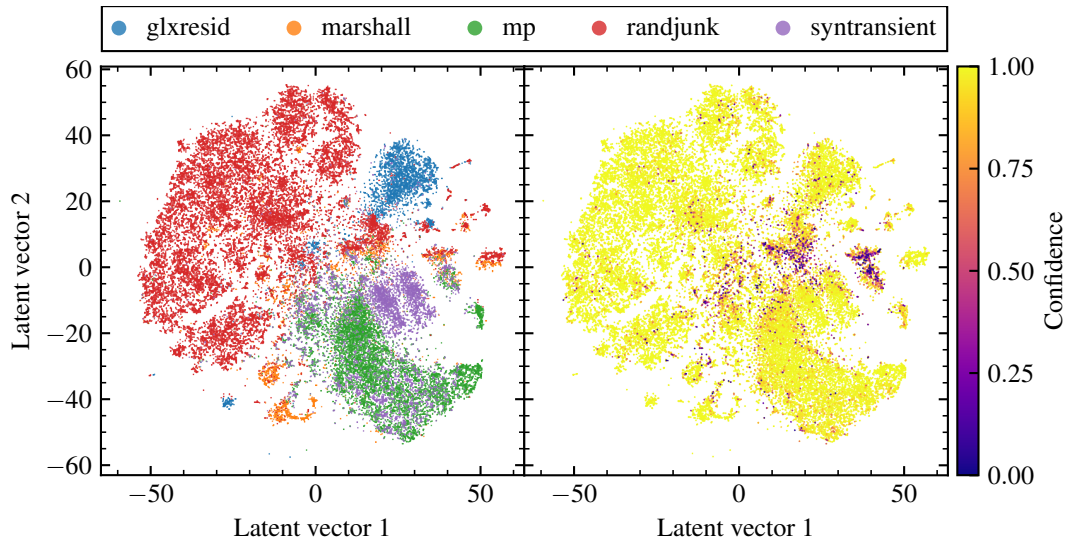 glxresid marshall mp randjunk syntransient
60
40
20
0
−20
−40
−60
Latent vector 2
−50 0 50
Latent vector 1
−50 0 50
Latent vector 1
1.00
0.75
0.50
0.25
0.00
Confidence